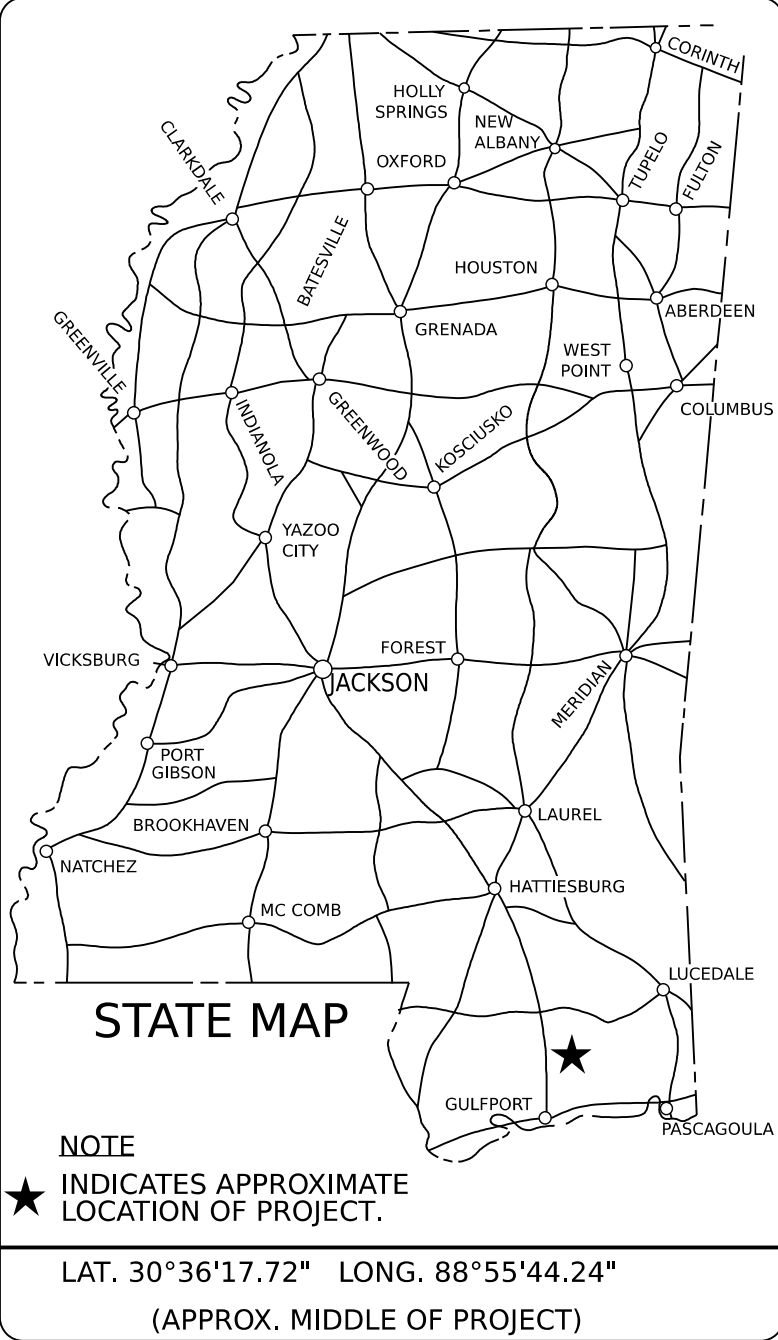 CORINTH
HOLLY
SPRINGS
NEW
ALBANY
CLARKDALE
OXFORD
TUPELO
FULTON
BATESVILLE
HOUSTON
ABERDEEN
GREENVILLE
GRENADA
WEST
POINT
COLUMBUS
INDIANOLA
GREENWOOD
KOSCIUSKO
YAZOO
CITY
VICKSBURG
FOREST
JACKSON
MERIDIAN
PORT
GIBSON
BROOKHAVEN
LAUREL
NATCHEZ
HATTIESBURG
MC COMB
LUCEDALE
STATE MAP
GULFPORT
PASCAGOULA
NOTE
INDICATES APPROXIMATE
LOCATION OF PROJECT.
LAT. 30°36'17.72" LONG. 88°55'44.24"
(APPROX. MIDDLE OF PROJECT)